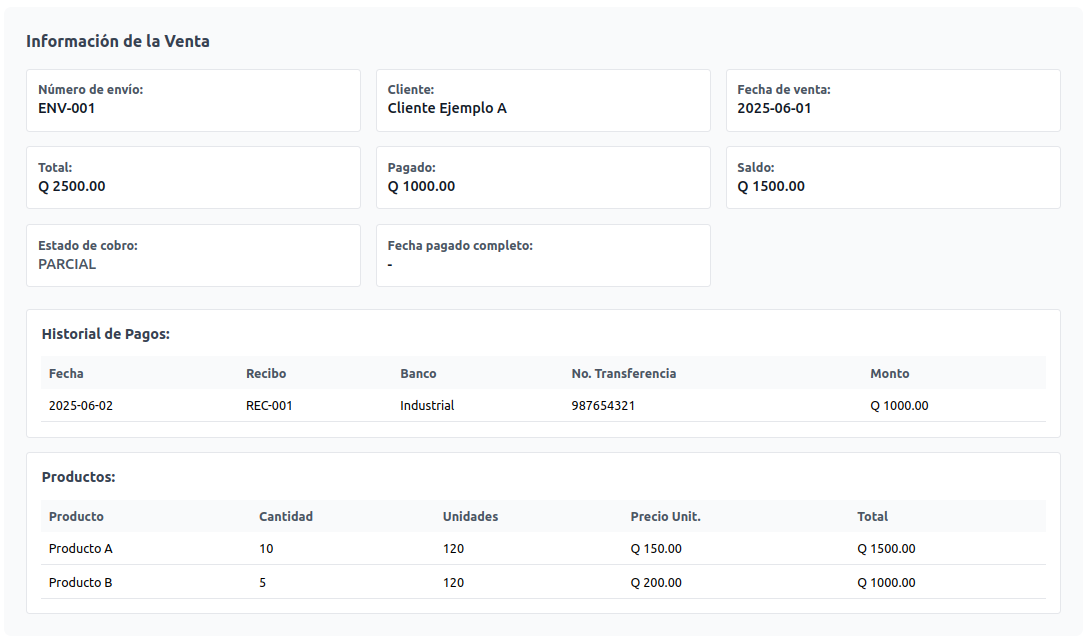 Información de la Venta
Número de envío: Cliente: Fecha de venta:
ENV-001 Cliente Ejemplo A 2025-06-01
Total: Pagado: Saldo:
Q 2500.00 Q 1000.00 Q 1500.00
Estado de cobro: Fecha pagado completo:
PARCIAL -
Historial de Pagos:
Fecha Recibo Banco No. Transferencia Monto
2025-06-02 REC-001 Industrial 987654321 Q 1000.00
Productos:
Producto Cantidad Unidades Precio Unit. Total
Producto A 10 120 Q 150.00 Q 1500.00
Producto B 5 120 Q 200.00 Q 1000.00